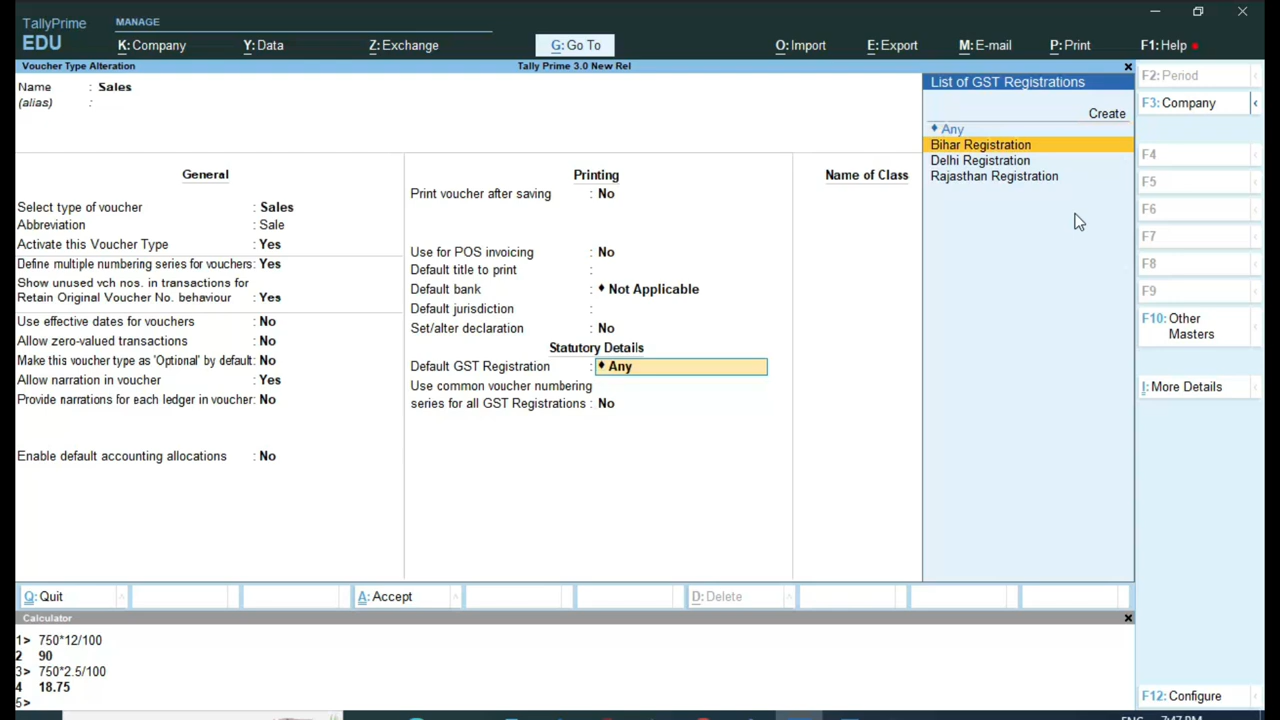 TallyPrime
EDU
MANAGE
K: Company
Y: Data
Z: Exchange
G: Go To
O: Import
E: Export
M: E-mail
P: Print
F1: Help
Voucher Type Alteration
Tally Prime 3.0 New Rel
Name : Sales
(alias) :
General
Select type of voucher : Sales
Abbreviation : Sale
Activate this Voucher Type : Yes
Define multiple numbering series for vouchers: Yes
Show unused vch nos. in transactions for
Retain Original Voucher No. behaviour : Yes
Use effective dates for vouchers : No
Allow zero-valued transactions : No
Make this voucher type as 'Optional' by default: No
Allow narration in voucher : Yes
Provide narrations for each ledger in voucher: No
Enable default accounting allocations : No
Printing
Print voucher after saving : No
Use for POS invoicing : No
Default title to print :
Default bank : ♦ Not Applicable
Default jurisdiction :
Set/alter declaration : No
Statutory Details
Default GST Registration : ♦ Any
Use common voucher numbering
series for all GST Registrations : No
Name of Class
List of GST Registrations
Create
♦ Any
Bihar Registration
Delhi Registration
Rajasthan Registration
F2: Period
F3: Company
F4
F5
F6
F7
F8
F9
F10: Other
Masters
I: More Details
F12: Configure
Q: Quit
A: Accept
D: Delete
Calculator
1> 750*12/100
2 90
3> 750*2.5/100
4 18.75
5>